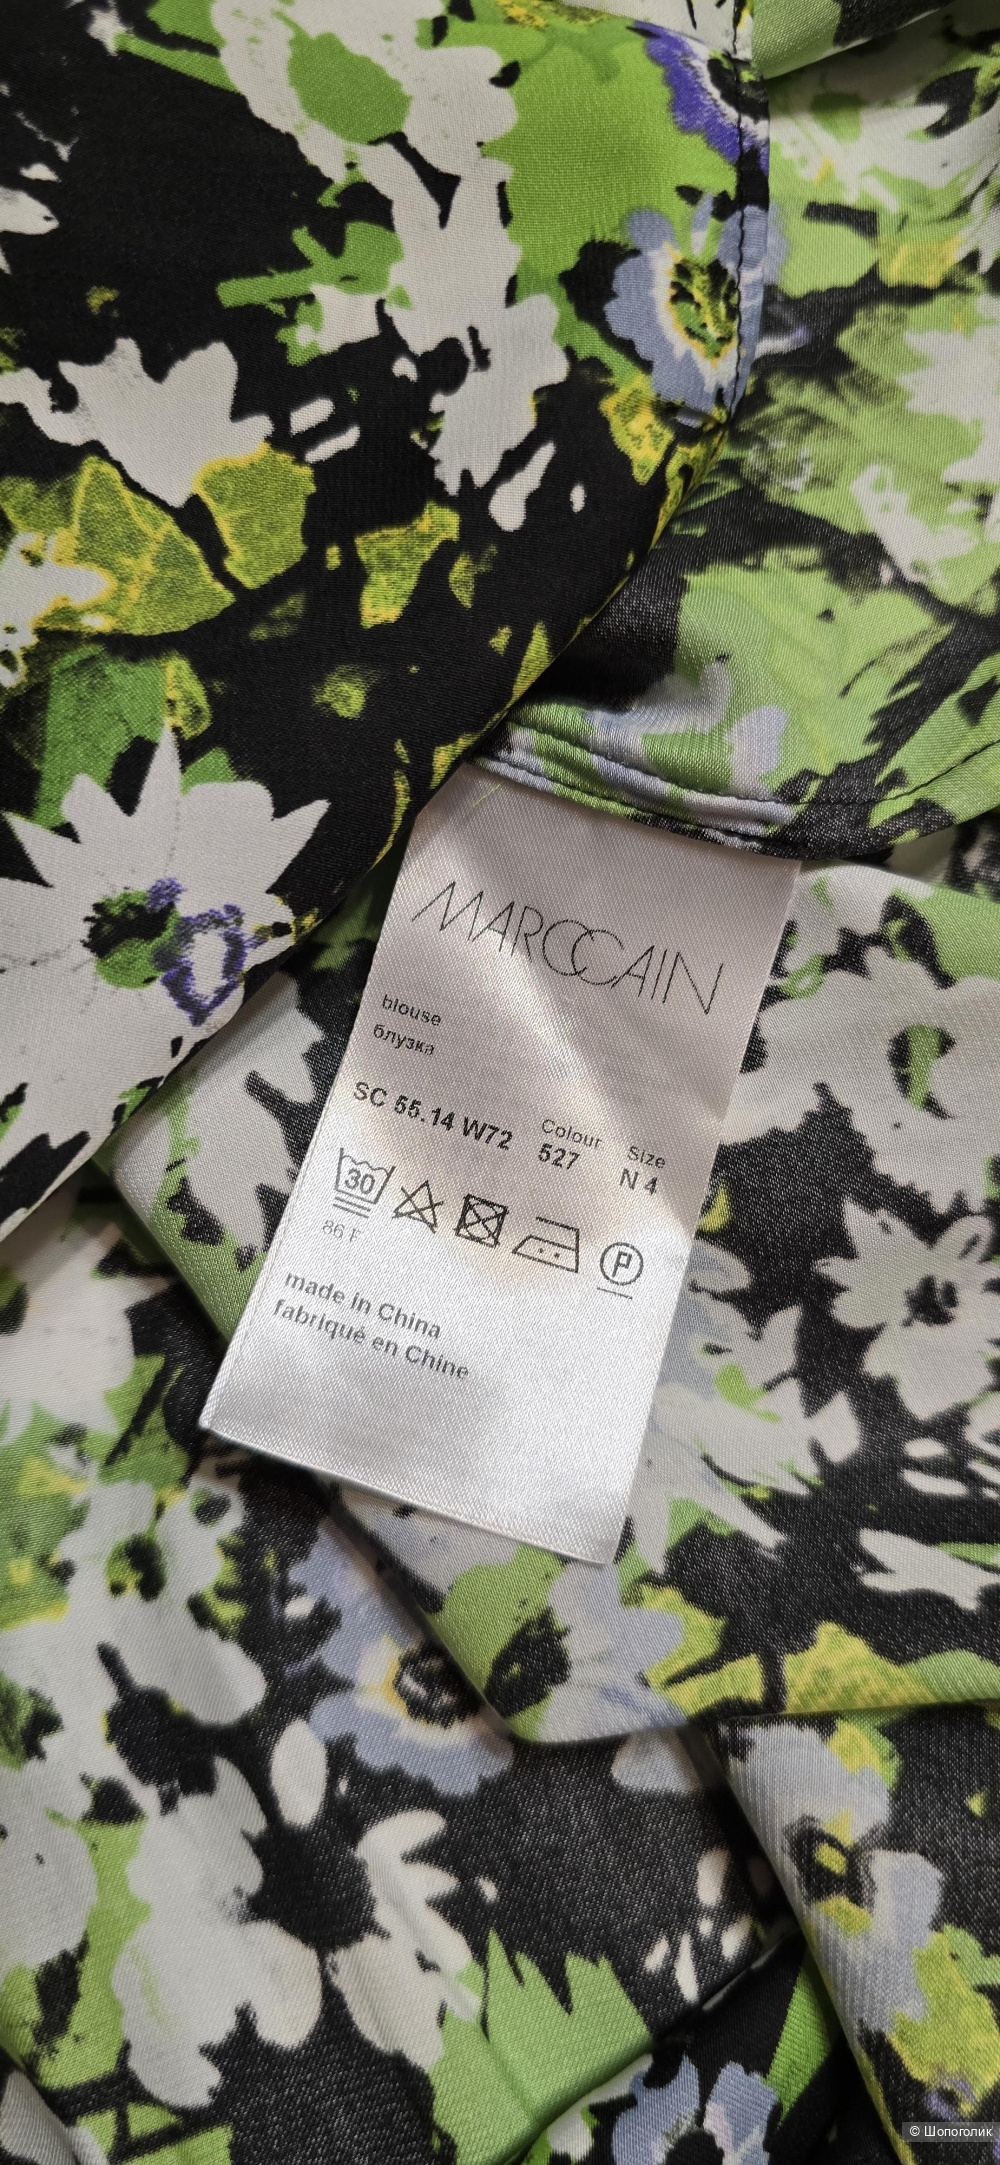 MARCCAIN
blouse
блузка
SC 55.14 W72 Colour 527 Size N 4
30
86 F
P
made in China
fabriqué en Chine
© Шопоголик